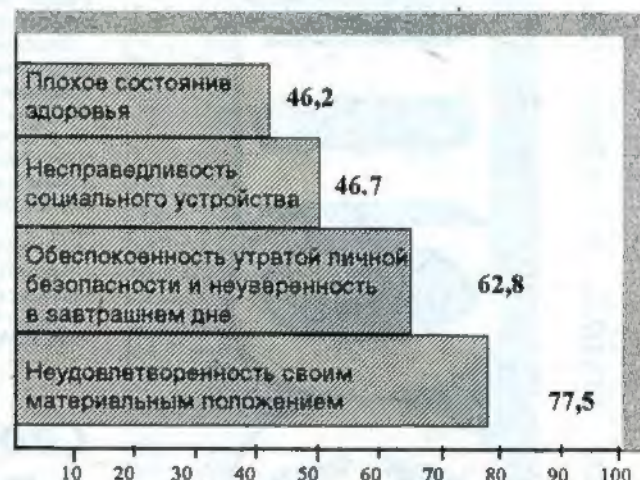 Плохое состояние
здоровья
46,2
Несправедливость
социального устройства
46.7
Обеспокоенность утратой личной
безопасности и неуверенность
в завтрашнем дне
62,8
Неудовлетворенность своим
материальным положением
77,5
10 20 30 40 50 60 70 80 90 100